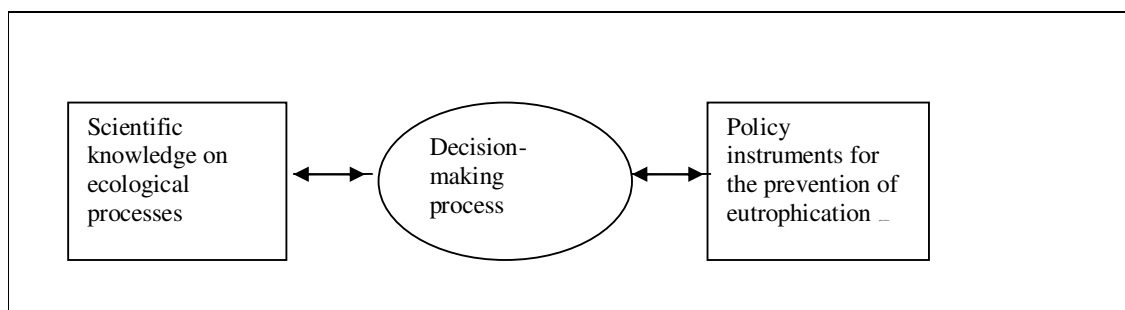 Scientific
knowledge on
ecological
processes
Decision-
making
process
Policy
instruments for
the prevention of
eutrophication _